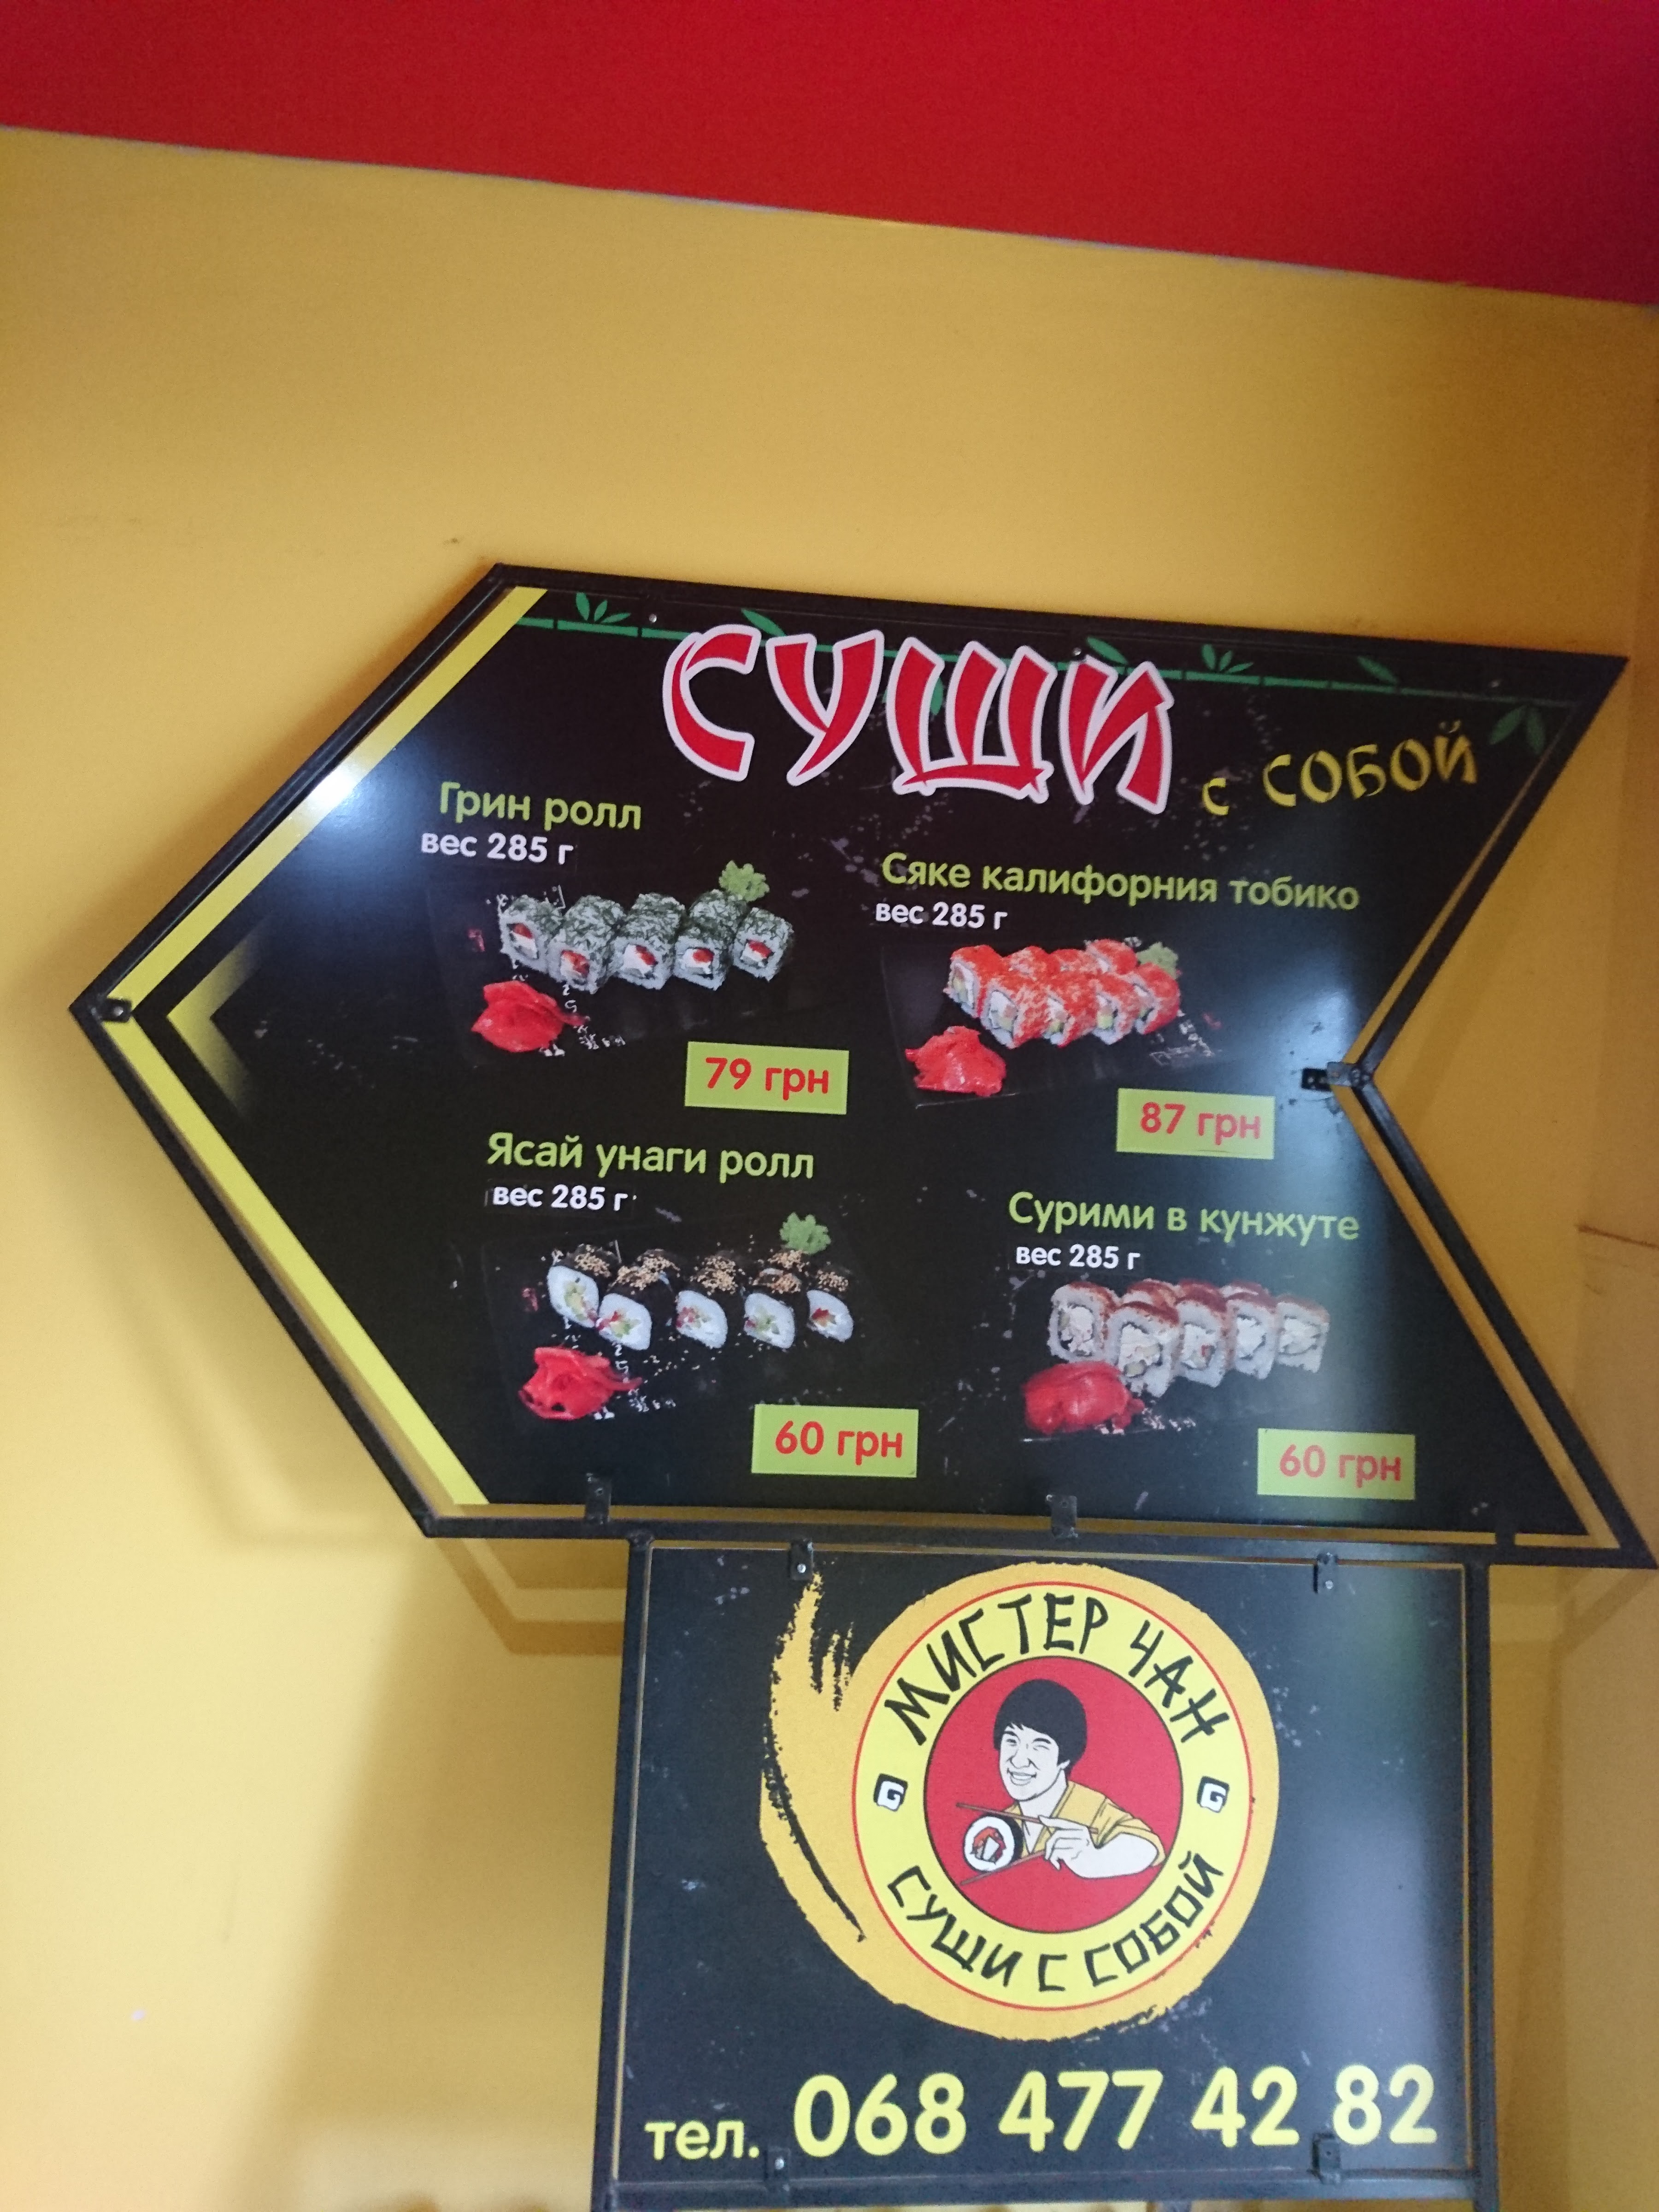 СУШИ
с СОБОЙ
Грин ролл
вес 285 г
79 грн
Сяке калифорния тобико
вес 285 г
87 грн
Ясай унаги ролл
вес 285 г
60 грн
Сурими в кунжуте
вес 285 г
60 грн
МИСТЕР ЧАН
СУШИ С СОБОЙ
тел. 068 477 42 82